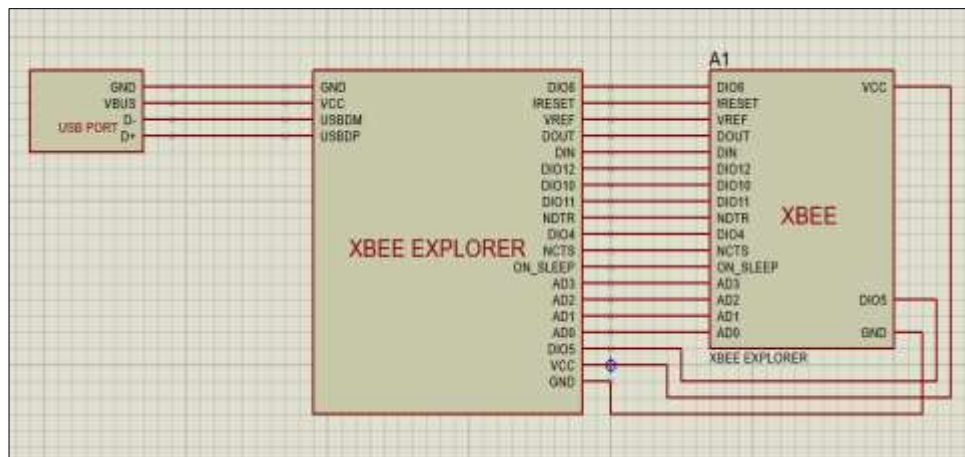 GND
VBUS
D-
D+
USB PORT
GND
VCC
USBDM
USBDP
XBEE EXPLORER
DIO6
IRESET
VREF
DOUT
DIN
DIO12
DIO10
DIO11
NDTR
DIO4
NCTS
ON_SLEEP
AD3
AD2
AD1
AD0
DIO5
VCC
GND
A1
DIO6
IRESET
VREF
DOUT
DIN
DIO12
DIO10
DIO11
NDTR
DIO4
NCTS
ON_SLEEP
AD3
AD2
AD1
AD0
XBEE
VCC
DIO5
GND
XBEE EXPLORER